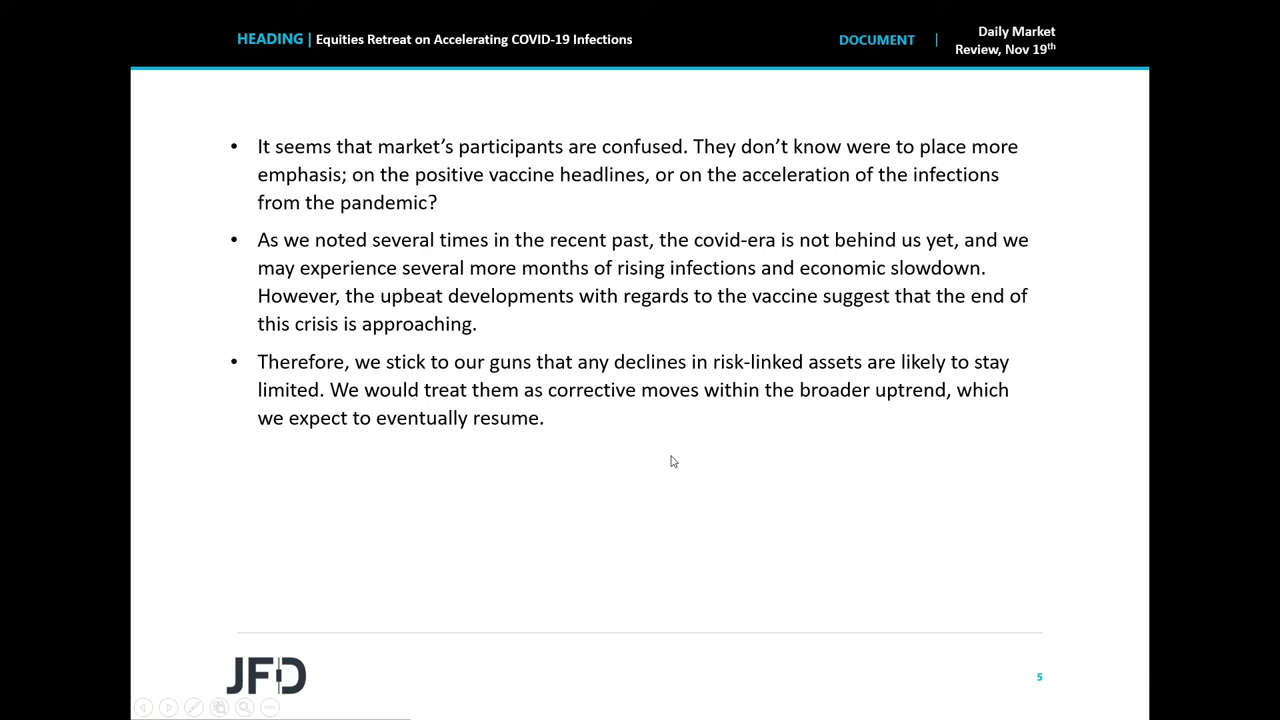 HEADING | Equities Retreat on Accelerating COVID-19 Infections
DOCUMENT |
Daily Market
Review, Nov 19th
• It seems that market’s participants are confused. They don’t know were to place more
emphasis; on the positive vaccine headlines, or on the acceleration of the infections
from the pandemic?
• As we noted several times in the recent past, the covid-era is not behind us yet, and we
may experience several more months of rising infections and economic slowdown.
However, the upbeat developments with regards to the vaccine suggest that the end of
this crisis is approaching.
• Therefore, we stick to our guns that any declines in risk-linked assets are likely to stay
limited. We would treat them as corrective moves within the broader uptrend, which
we expect to eventually resume.
JFD
5